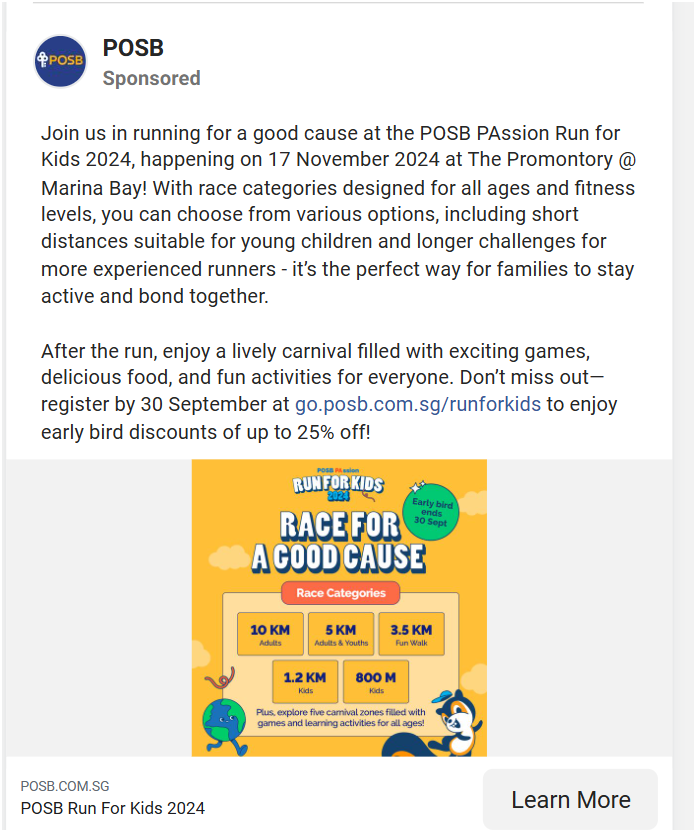 POSB
POSB
Sponsored
Join us in running for a good cause at the POSB PAssion Run for
Kids 2024, happening on 17 November 2024 at The Promontory @
Marina Bay! With race categories designed for all ages and fitness
levels, you can choose from various options, including short
distances suitable for young children and longer challenges for
more experienced runners - it’s the perfect way for families to stay
active and bond together.
After the run, enjoy a lively carnival filled with exciting games,
delicious food, and fun activities for everyone. Don’t miss out—
register by 30 September at go.posb.com.sg/runforkids to enjoy
early bird discounts of up to 25% off!
POSB PAssion
RUN FOR KIDS
2024
Early bird
ends
30 Sept
RACE FOR
A GOOD CAUSE
Race Categories
10 KM
Adults
5 KM
Adults & Youths
3.5 KM
Fun Walk
1.2 KM
Kids
800 M
Kids
Plus, explore five carnival zones filled with
games and learning activities for all ages!
POSB.COM.SG
POSB Run For Kids 2024
Learn More